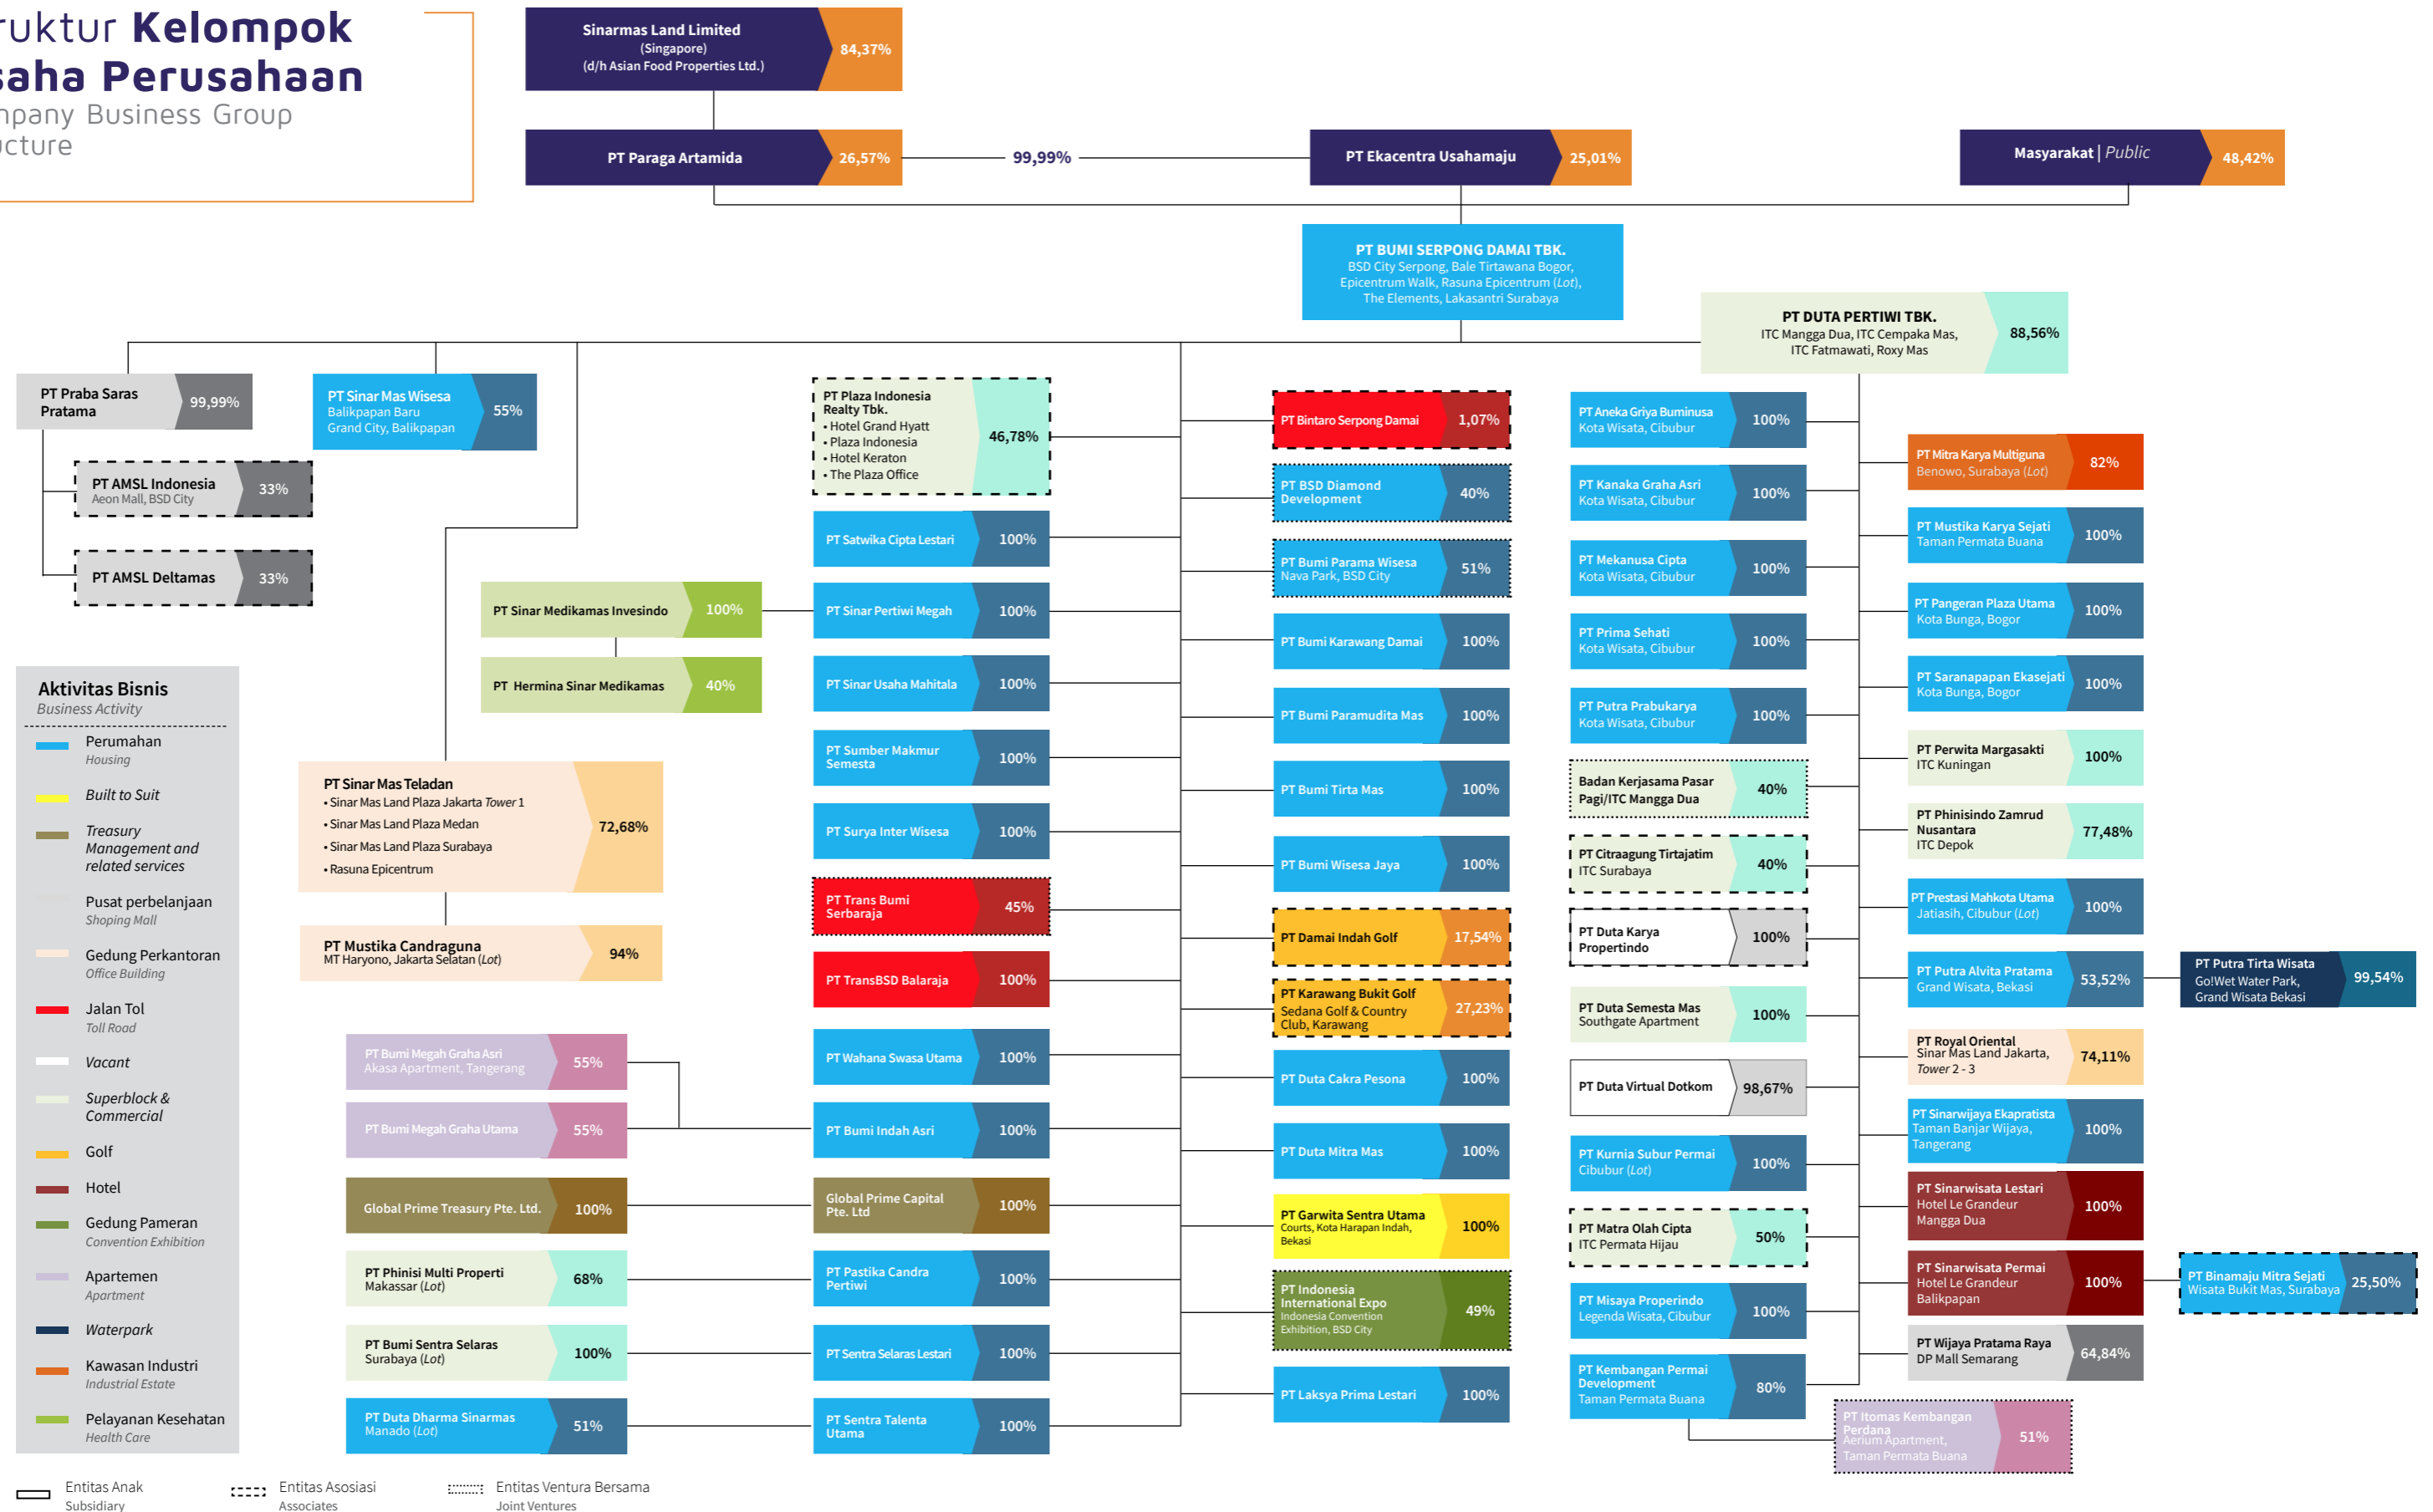 ruktur Kelompok
saha Perusahaan
mpany Business Group
ucture
Sinarmas Land Limited
(Singapore)
(d/h Asian Food Properties Ltd.)
84,37%
PT Paraga Artamida
26,57%
99,99%
PT Ekacentra Usahamaju
25,01%
Masyarakat | Public
48,42%
PT BUMI SERPONG DAMAI TBK.
BSD City Serpong, Bale Tirtawana Bogor,
Epicentrum Walk, Rasuna Epicentrum (Lot),
The Elements, Lakasantri Surabaya
PT DUTA PERTIWI TBK.
ITC Mangga Dua, ITC Cempaka Mas,
ITC Fatmawati, Roxy Mas
88,56%
PT Praba Saras
Pratama
99,99%
PT AMSL Indonesia
Aeon Mall, BSD City
33%
PT AMSL Deltamas
33%
PT Sinar Mas Wisesa
Balikpapan Baru
Grand City, Balikpapan
55%
PT Sinar Medikamas Invesindo
100%
PT Hermina Sinar Medikamas
40%
PT Sinar Mas Teladan
• Sinar Mas Land Plaza Jakarta Tower 1
• Sinar Mas Land Plaza Medan
• Sinar Mas Land Plaza Surabaya
• Rasuna Epicentrum
72,68%
PT Mustika Candraguna
MT Haryono, Jakarta Selatan (Lot)
94%
PT Bumi Megah Graha Asri
Akasa Apartment, Tangerang
55%
PT Bumi Megah Graha Utama
55%
Global Prime Treasury Pte. Ltd.
100%
PT Phinisi Multi Properti
Makassar (Lot)
68%
PT Bumi Sentra Selaras
Surabaya (Lot)
100%
PT Duta Dharma Sinarmas
Manado (Lot)
51%
PT Plaza Indonesia
Realty Tbk.
• Hotel Grand Hyatt
• Plaza Indonesia
• Hotel Keraton
• The Plaza Office
46,78%
PT Satwika Cipta Lestari
100%
PT Sinar Pertiwi Megah
100%
PT Sinar Usaha Mahitala
100%
PT Sumber Makmur
Semesta
100%
PT Surya Inter Wisesa
100%
PT Trans Bumi
Serbaraja
45%
PT TransBSD Balaraja
100%
PT Wahana Swasa Utama
100%
PT Bumi Indah Asri
100%
Global Prime Capital
Pte. Ltd
100%
PT Pastika Candra
Pertiwi
100%
PT Sentra Selaras Lestari
100%
PT Sentra Talenta
Utama
100%
PT Bintaro Serpong Damai
1,07%
PT BSD Diamond
Development
40%
PT Bumi Parama Wisesa
Nava Park, BSD City
51%
PT Bumi Karawang Damai
100%
PT Bumi Paramudita Mas
100%
PT Bumi Tirta Mas
100%
PT Bumi Wisesa Jaya
100%
PT Damai Indah Golf
17,54%
PT Karawang Bukit Golf
Sedana Golf & Country
Club, Karawang
27,23%
PT Duta Cakra Pesona
100%
PT Duta Mitra Mas
100%
PT Garwita Sentra Utama
Courts, Kota Harapan Indah,
Bekasi
100%
PT Indonesia
International Expo
Indonesia Convention
Exhibition, BSD City
49%
PT Laksya Prima Lestari
100%
PT Aneka Griya Buminusa
Kota Wisata, Cibubur
100%
PT Kanaka Graha Asri
Kota Wisata, Cibubur
100%
PT Mekanusa Cipta
Kota Wisata, Cibubur
100%
PT Prima Sehati
Kota Wisata, Cibubur
100%
PT Putra Prabukarya
Kota Wisata, Cibubur
100%
Badan Kerjasama Pasar
Pagi/ITC Mangga Dua
40%
PT Citraagung Tirtajatim
ITC Surabaya
40%
PT Duta Karya
Propertindo
100%
PT Duta Semesta Mas
Southgate Apartment
100%
PT Duta Virtual Dotkom
98,67%
PT Kurnia Subur Permai
Cibubur (Lot)
100%
PT Matra Olah Cipta
ITC Permata Hijau
50%
PT Misaya Properindo
Legenda Wisata, Cibubur
100%
PT Kembangan Permai
Development
Taman Permata Buana
80%
PT Itomas Kembangan
Perdana
Aerium Apartment,
Taman Permata Buana
51%
PT Mitra Karya Multiguna
Benowo, Surabaya (Lot)
82%
PT Mustika Karya Sejati
Taman Permata Buana
100%
PT Pangeran Plaza Utama
Kota Bunga, Bogor
100%
PT Saranapapan Ekasejati
Kota Bunga, Bogor
100%
PT Perwita Margasakti
ITC Kuningan
100%
PT Phinisindo Zamrud
Nusantara
ITC Depok
77,48%
PT Prestasi Mahkota Utama
Jatiasih, Cibubur (Lot)
100%
PT Putra Alvita Pratama
Grand Wisata, Bekasi
53,52%
PT Putra Tirta Wisata
Go!Wet Water Park,
Grand Wisata Bekasi
99,54%
PT Royal Oriental
Sinar Mas Land Jakarta,
Tower 2 - 3
74,11%
PT Sinarwijaya Ekapratista
Taman Banjar Wijaya,
Tangerang
100%
PT Sinarwisata Lestari
Hotel Le Grandeur
Mangga Dua
100%
PT Sinarwisata Permai
Hotel Le Grandeur
Balikpapan
100%
PT Binamaju Mitra Sejati
Wisata Bukit Mas, Surabaya
25,50%
PT Wijaya Pratama Raya
DP Mall Semarang
64,84%
Aktivitas Bisnis
Business Activity
Perumahan
Housing
Built to Suit
Treasury
Management and
related services
Pusat perbelanjaan
Shoping Mall
Gedung Perkantoran
Office Building
Jalan Tol
Toll Road
Vacant
Superblock &
Commercial
Golf
Hotel
Gedung Pameran
Convention Exhibition
Apartemen
Apartment
Waterpark
Kawasan Industri
Industrial Estate
Pelayanan Kesehatan
Health Care
Entitas Anak
Subsidiary
Entitas Asosiasi
Associates
Entitas Ventura Bersama
Joint Ventures